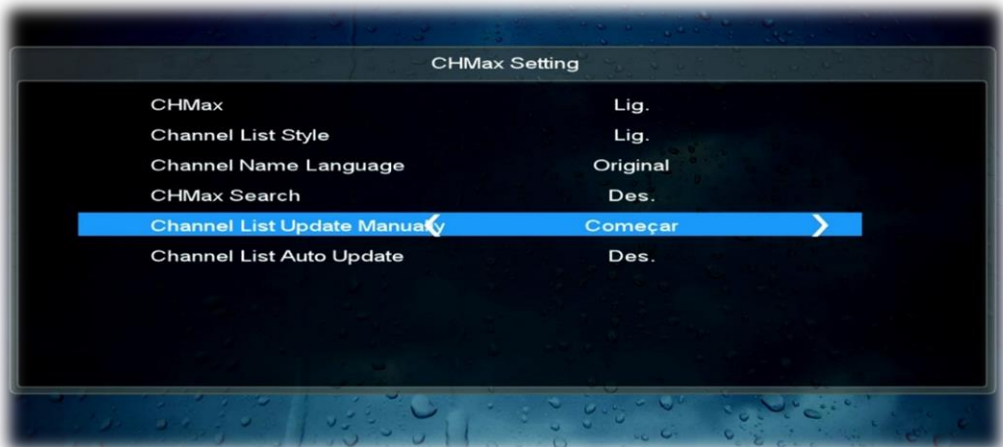 CHMax Setting
CHMax Lig.
Channel List Style Lig.
Channel Name Language Original
CHMax Search Des.
Channel List Update Manually Começar
Channel List Auto Update Des.